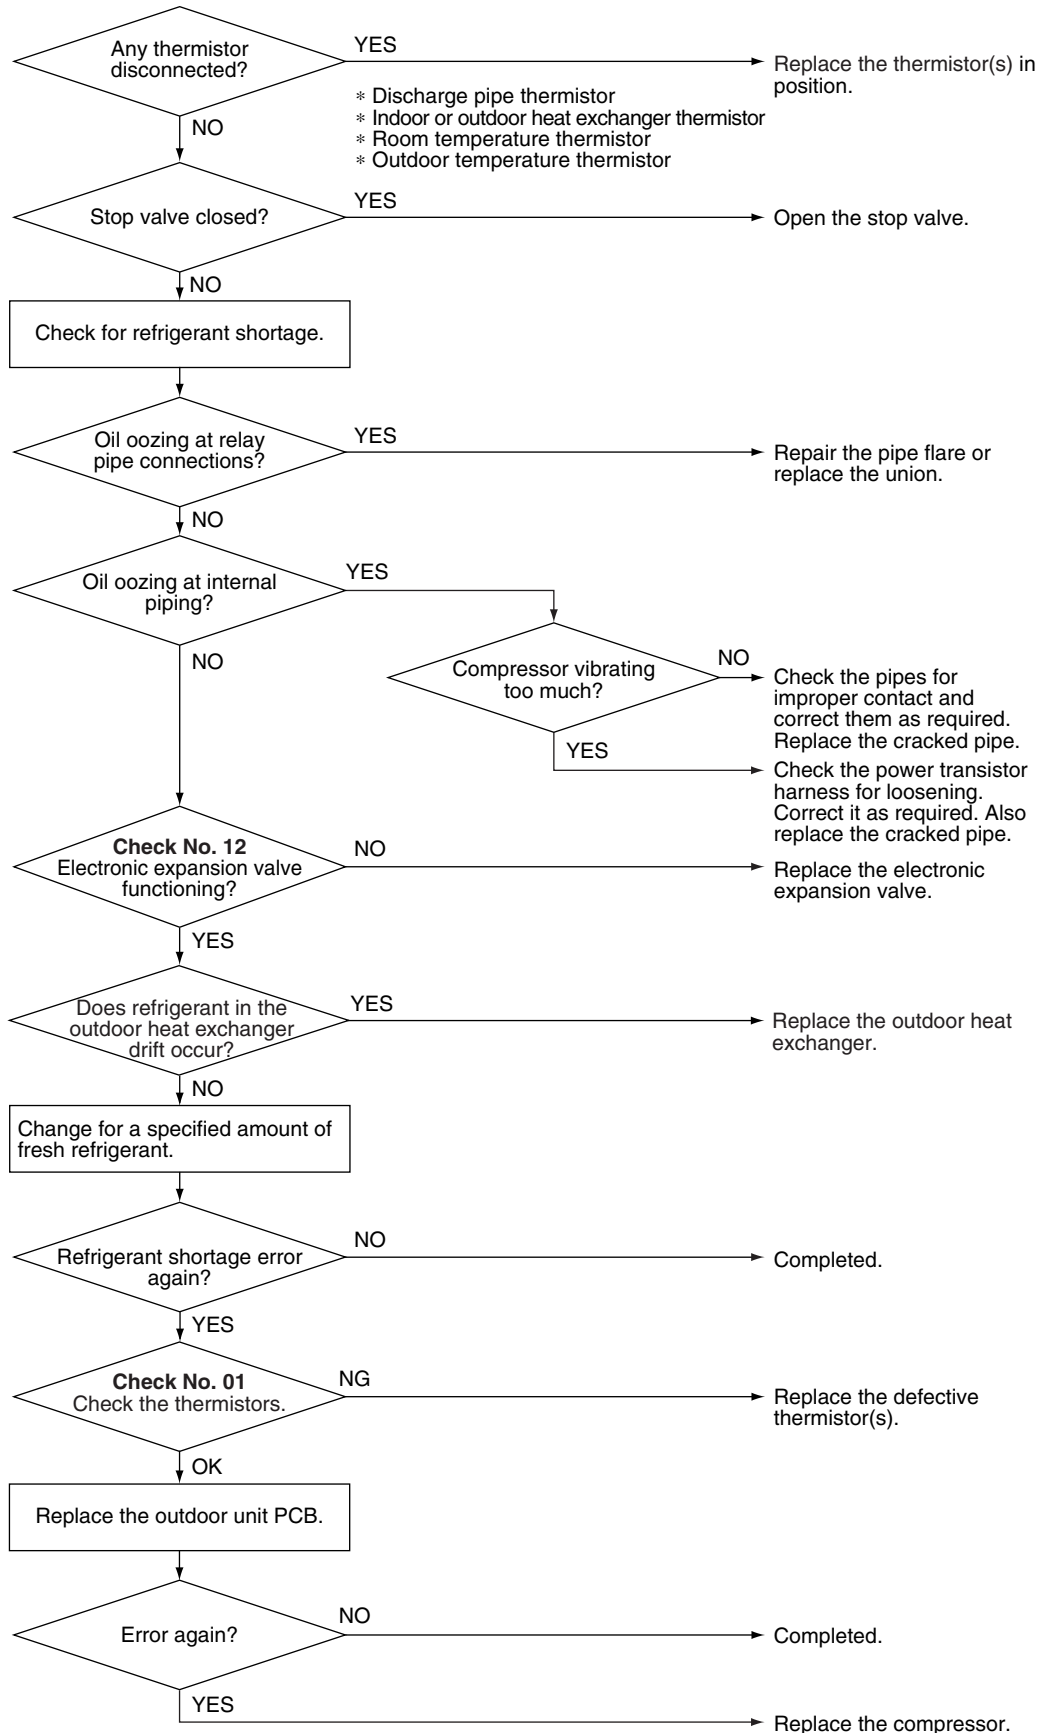 Any thermistor
disconnected?
YES
Replace the thermistor(s) in
position.
∗ Discharge pipe thermistor
∗ Indoor or outdoor heat exchanger thermistor
∗ Room temperature thermistor
∗ Outdoor temperature thermistor
NO
Stop valve closed?
YES
Open the stop valve.
NO
Check for refrigerant shortage.
Oil oozing at relay
pipe connections?
YES
Repair the pipe flare or
replace the union.
NO
Oil oozing at internal
piping?
YES
NO
Compressor vibrating
too much?
NO
Check the pipes for
improper contact and
correct them as required.
Replace the cracked pipe.
YES
Check the power transistor
harness for loosening.
Correct it as required. Also
replace the cracked pipe.
Check No. 12
Electronic expansion valve
functioning?
NO
Replace the electronic
expansion valve.
YES
Does refrigerant in the
outdoor heat exchanger
drift occur?
YES
Replace the outdoor heat
exchanger.
NO
Change for a specified amount of
fresh refrigerant.
Refrigerant shortage error
again?
NO
Completed.
YES
Check No. 01
Check the thermistors.
NG
Replace the defective
thermistor(s).
OK
Replace the outdoor unit PCB.
Error again?
NO
Completed.
YES
Replace the compressor.